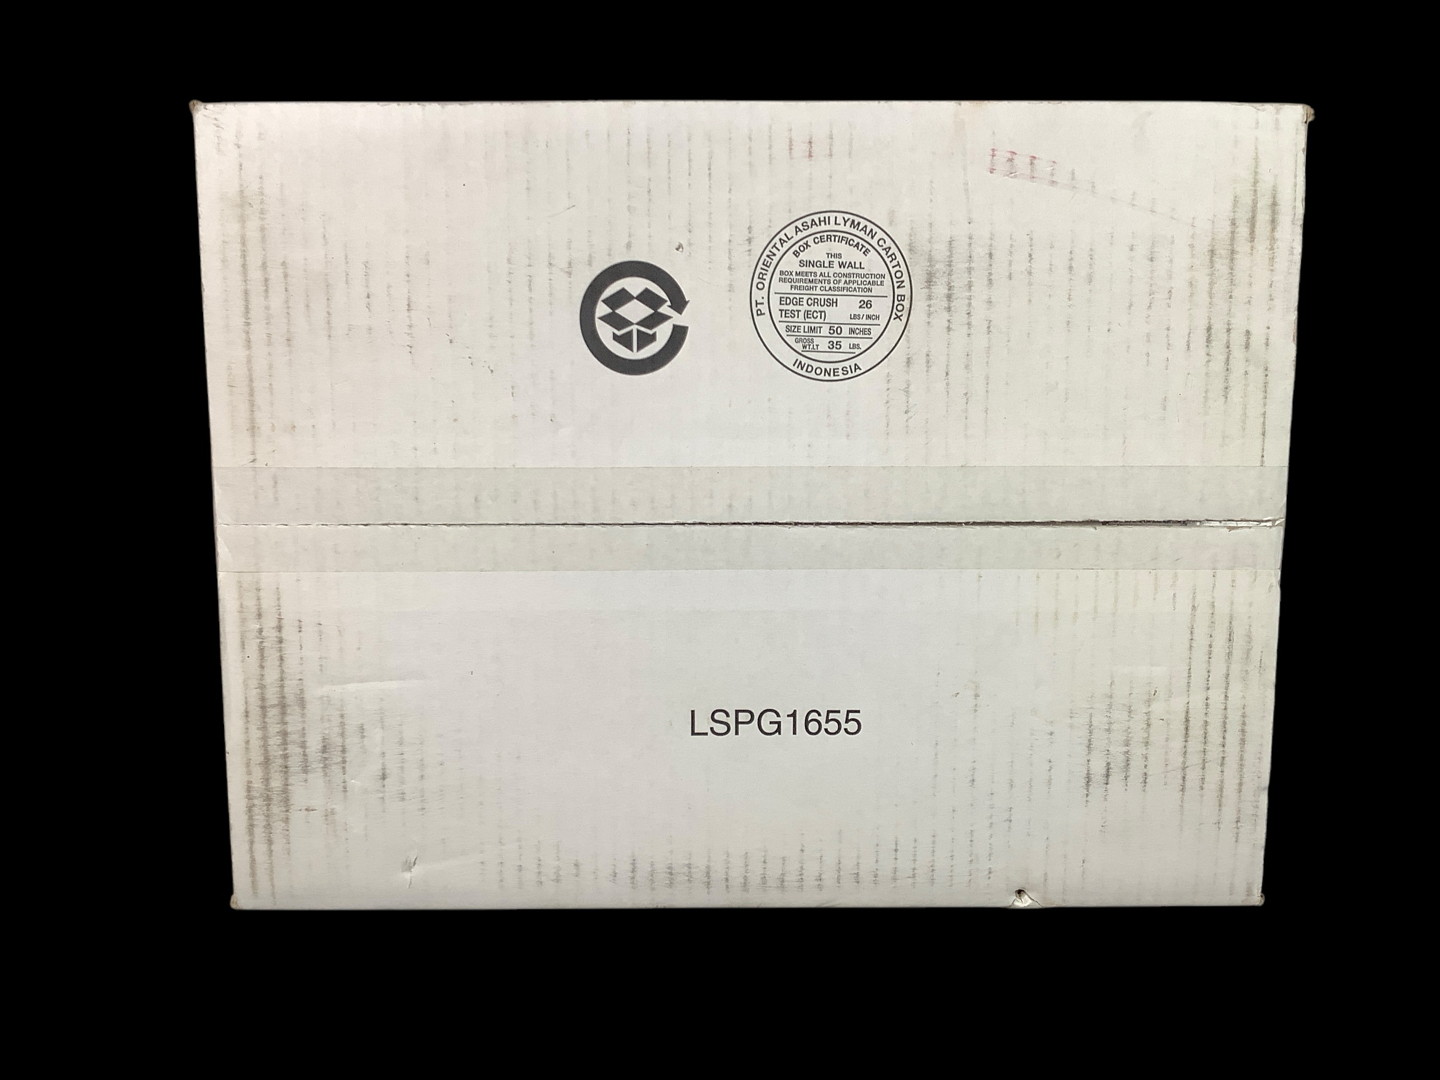 PT. ORIENTAL ASAHI LYMAN CARTON BOX
BOX CERTIFICATE
THIS
SINGLE WALL
BOX MEETS ALL CONSTRUCTION
REQUIREMENTS OF APPLICABLE
FREIGHT CLASSIFICATION
EDGE CRUSH 26
TEST (ECT) LBS/INCH
SIZE LIMIT 50 INCHES
GROSS
WT.LT 35 LBS.
INDONESIA
LSPG1655